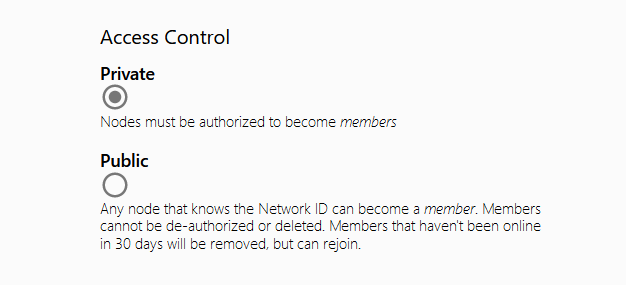 Access Control
Private
Nodes must be authorized to become members
Public
Any node that knows the Network ID can become a member. Members
cannot be de-authorized or deleted. Members that haven't been online
in 30 days will be removed, but can rejoin.